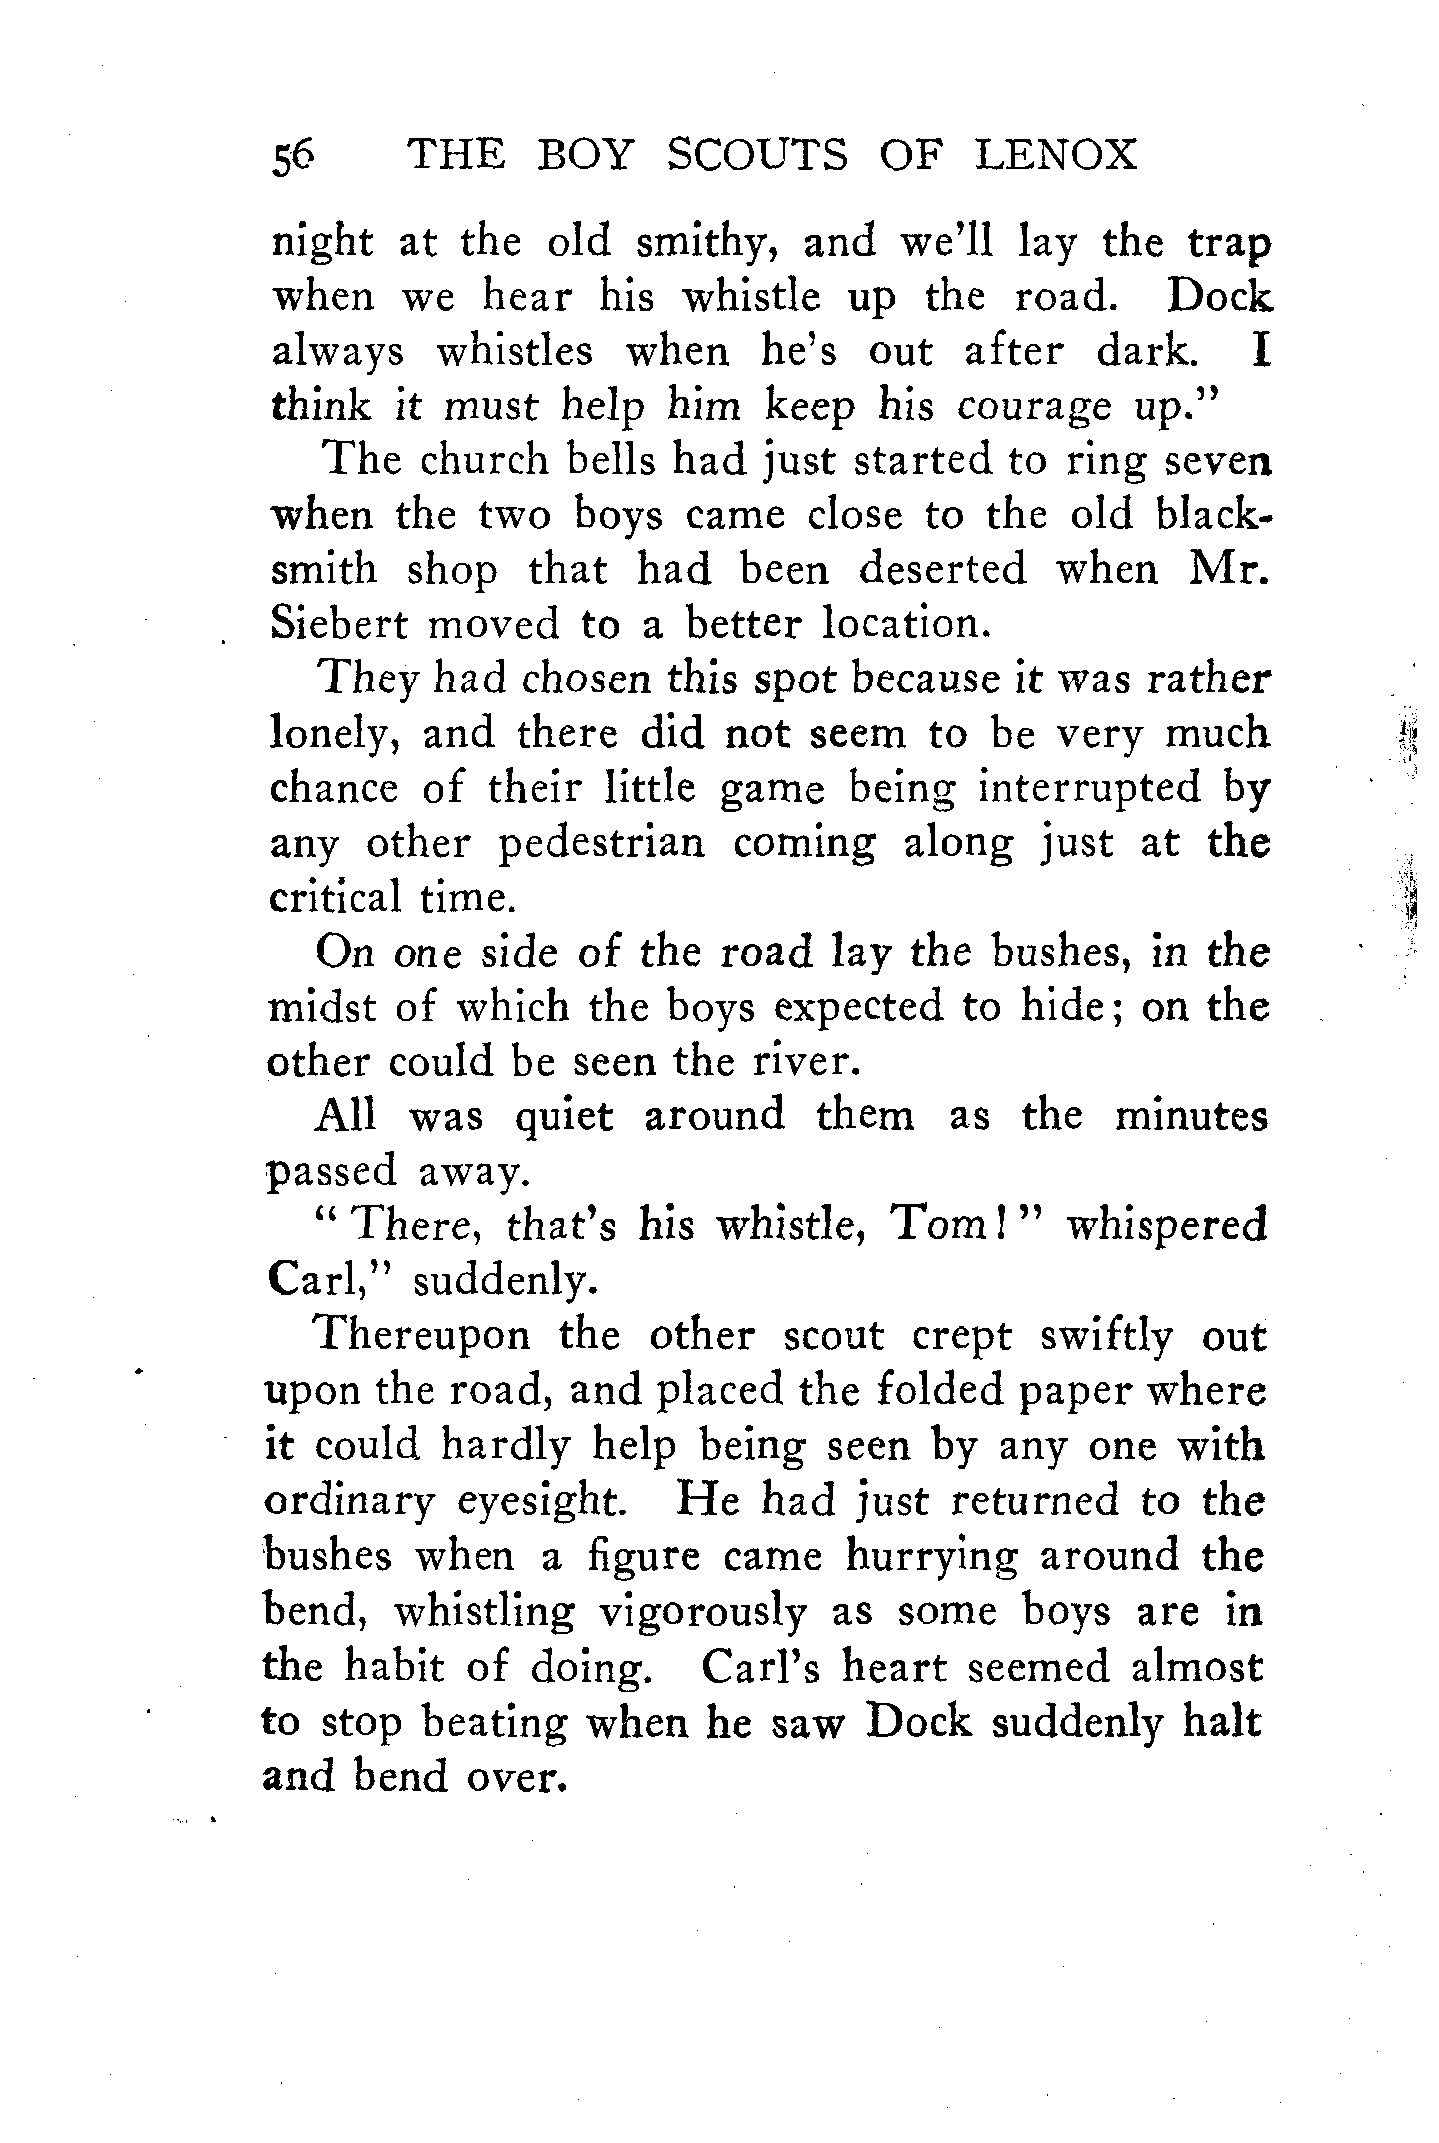 56 THE BOY SCOUTS OF LENOX
night at the old smithy, and we'll lay the trap
when we hear his whistle up the road. Dock
always whistles when he's out after dark. I
think it must help him keep his courage up."
The church bells had just started to ring seven
when the two boys came close to the old black-
smith shop that had been deserted when Mr.
Siebert moved to a better location.
They had chosen this spot because it was rather
lonely, and there did not seem to be very much
chance of their little game being interrupted by
any other pedestrian coming along just at the
critical time.
On one side of the road lay the bushes, in the
midst of which the boys expected to hide; on the
other could be seen the river.
All was quiet around them as the minutes
passed away.
"There, that's his whistle, Tom!" whispered
Carl," suddenly.
Thereupon the other scout crept swiftly out
upon the road, and placed the folded paper where
it could hardly help being seen by any one with
ordinary eyesight. He had just returned to the
bushes when a figure came hurrying around the
bend, whistling vigorously as some boys are in
the habit of doing. Carl's heart seemed almost
to stop beating when he saw Dock suddenly halt
and bend over.